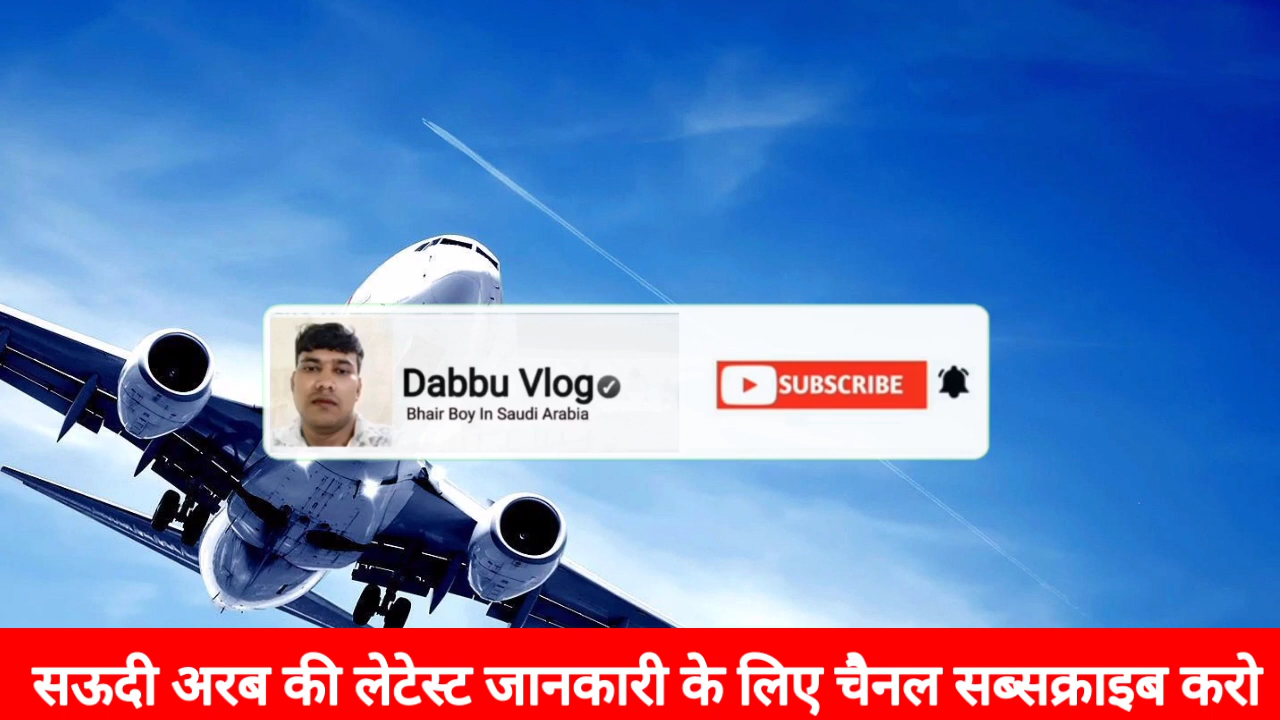 Dabbu Vlog
Bhair Boy In Saudi Arabia
SUBSCRIBE
सऊदी अरब की लेटेस्ट जानकारी के लिए चैनल सब्सक्राइब करो